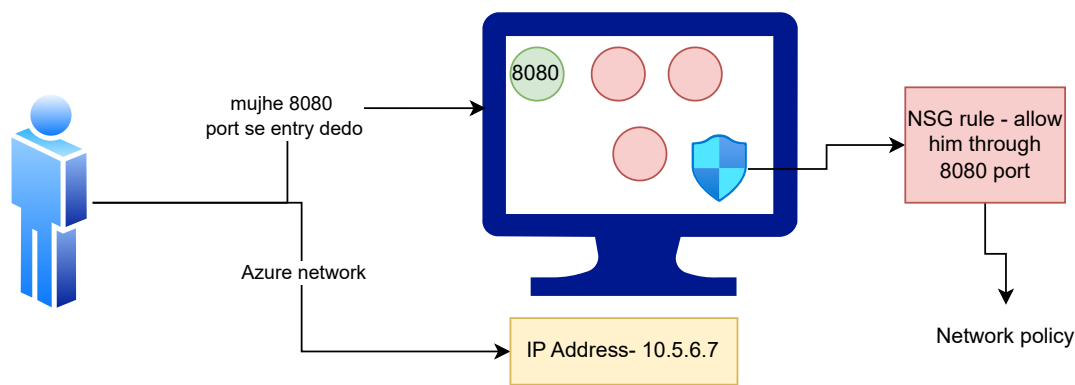 mujhe 8080
port se entry dedo
8080
NSG rule - allow
him through
8080 port
Azure network
IP Address- 10.5.6.7
Network policy